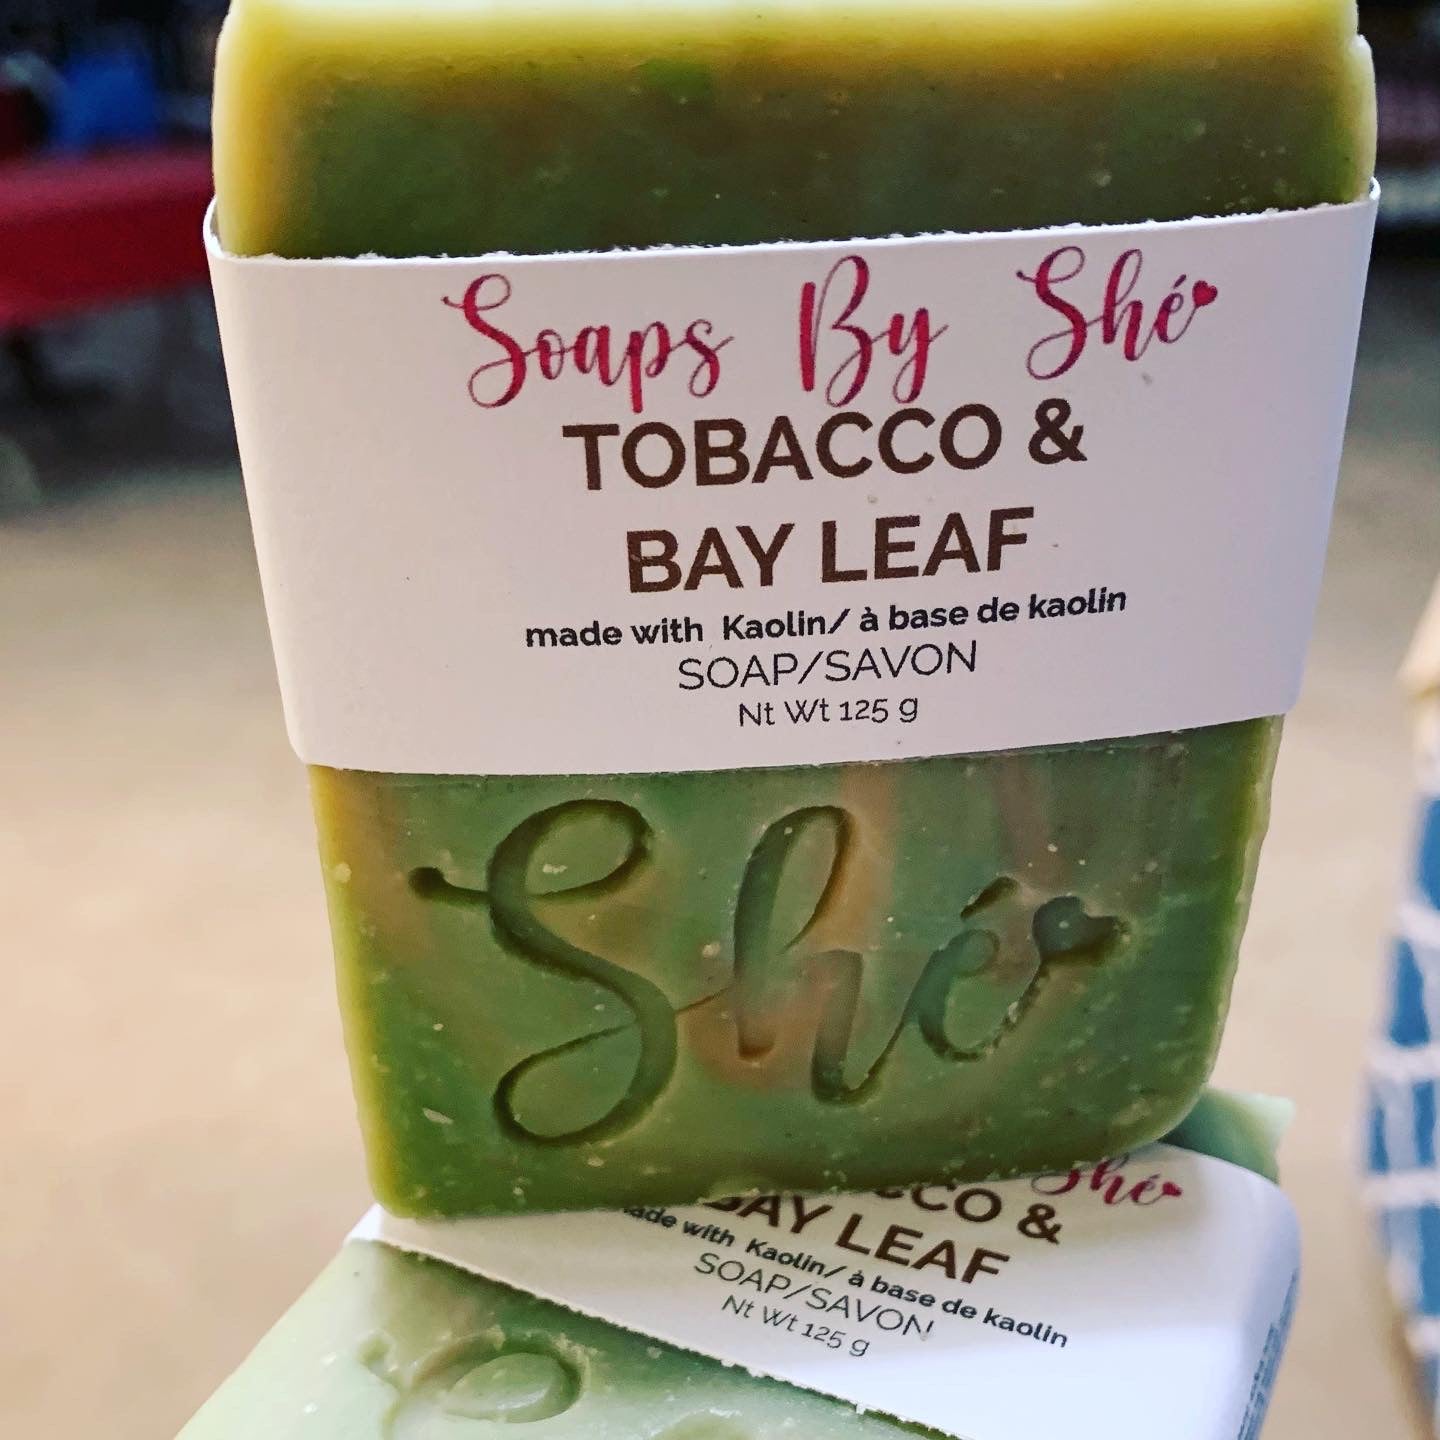 Soaps By Shé
TOBACCO &
BAY LEAF
made with Kaolin/ à base de kaolin
SOAP/SAVON
Nt Wt 125 g
Shé
Shé
CO &
BAY LEAF
made with Kaolin/ à base de kaolin
SOAP/SAVON
Nt Wt 125 g